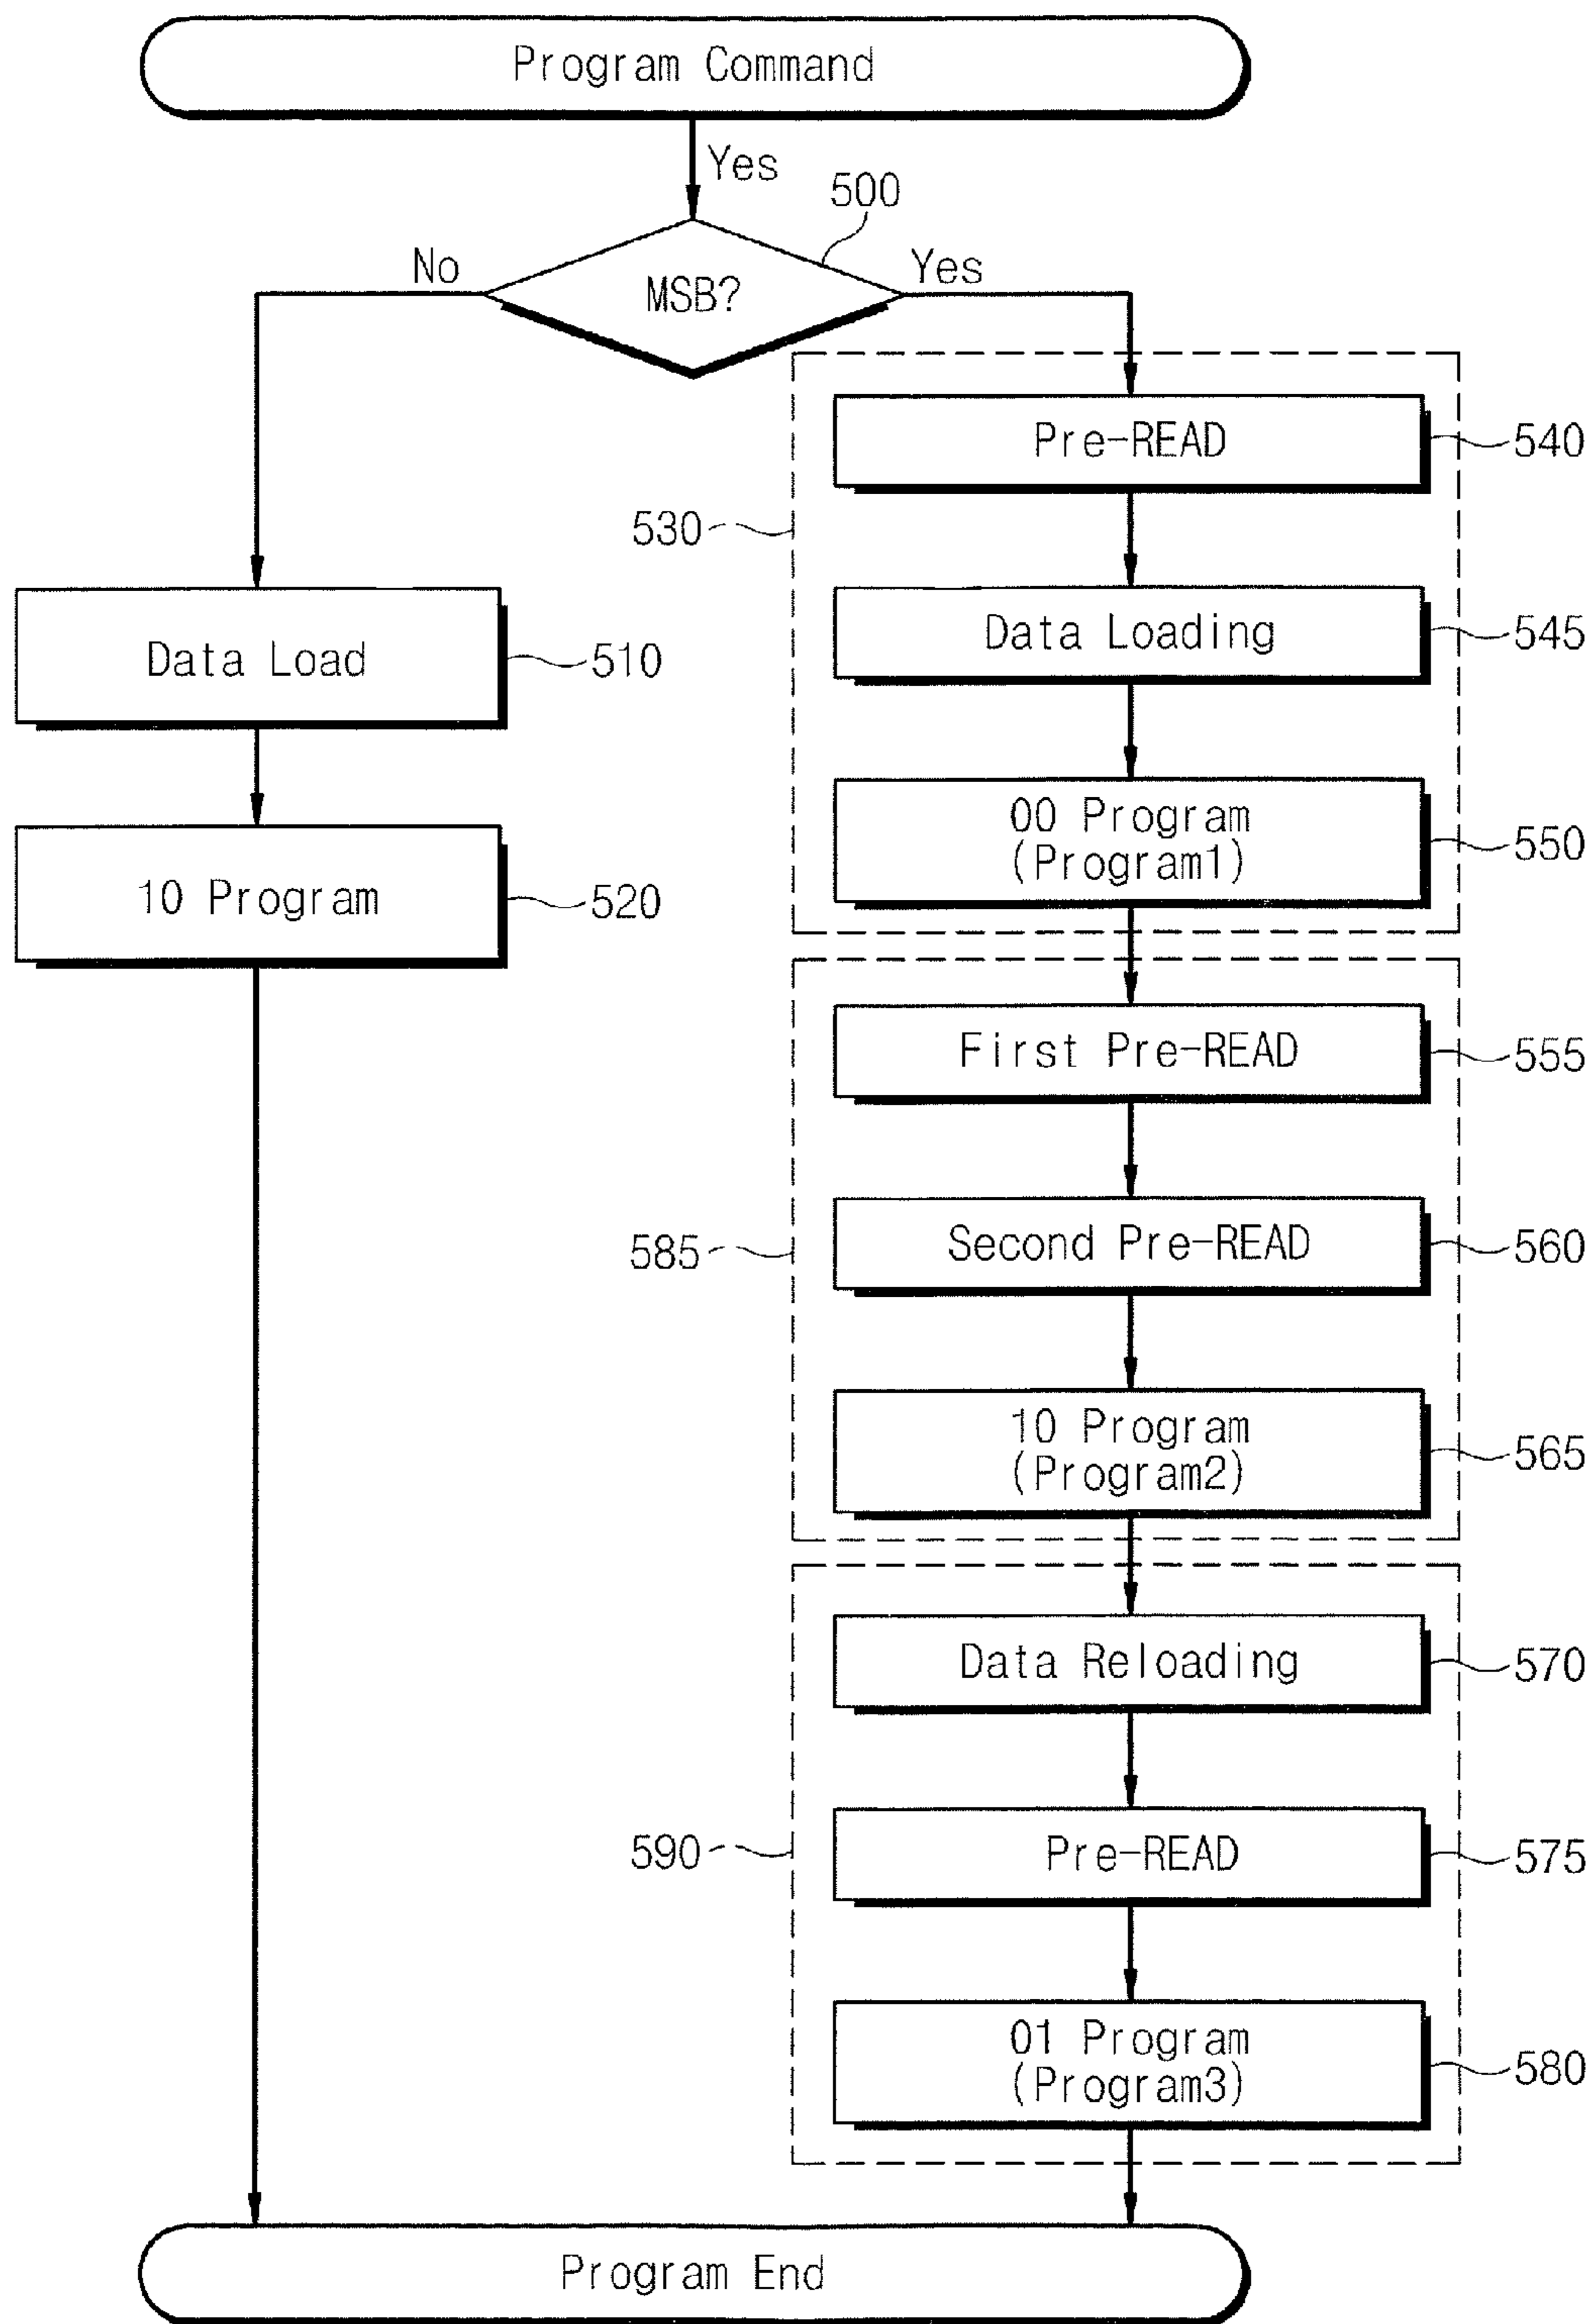 Program Command
Yes
500
No
MSB?
Yes
Pre-READ
540
530
Data Loading
545
Data Load
510
00 Program
(Program1)
550
10 Program
520
First Pre-READ
555
Second Pre-READ
560
585
10 Program
(Program2)
565
Data Reloading
570
590
Pre-READ
575
01 Program
(Program3)
580
Program End